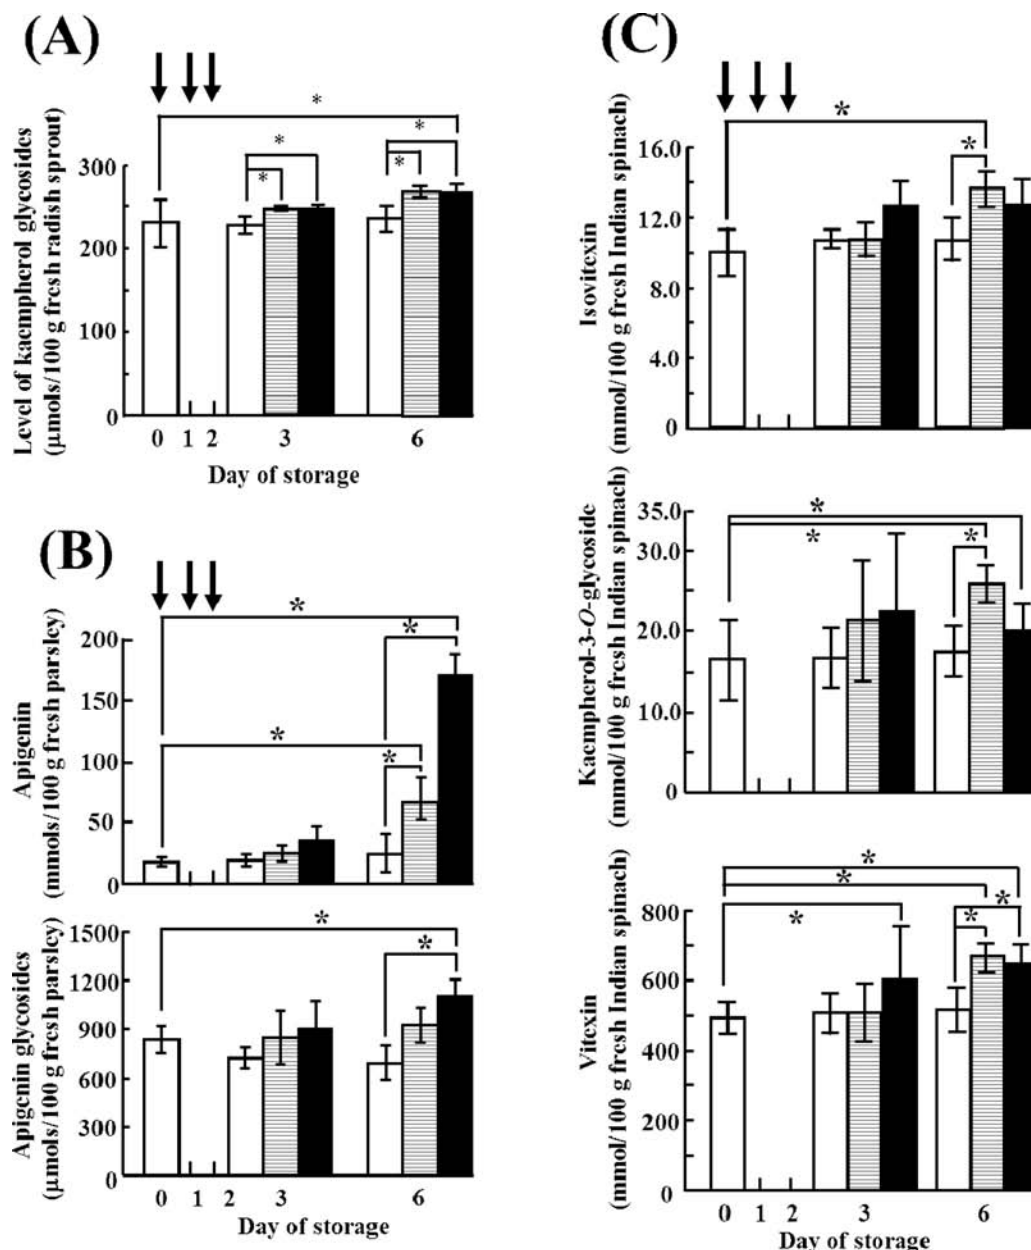 (A)
*
*
*
*
*
Level of kaempherol glycosides
(μmols/100 g fresh radish sprout)
300
200
100
0
0 1 2 3 6
Day of storage
(B)
*
*
*
*
Apigenin
(mmols/100 g fresh parsley)
200
150
100
50
0
*
*
Apigenin glycosides
(μmols/100 g fresh parsley)
1500
1200
900
600
300
0
0 1 2 3 6
Day of storage
(C)
*
*
Isovitexin
(mmol/100 g fresh Indian spinach)
16.0
12.0
8.0
4.0
0
*
*
*
Kaempherol-3-O-glycoside
(mmol/100 g fresh Indian spinach)
35.0
30.0
20.0
10.0
0
*
*
*
*
*
Vitexin
(mmol/100 g fresh Indian spinach)
800
600
400
200
0
0 1 2 3 6
Day of storage